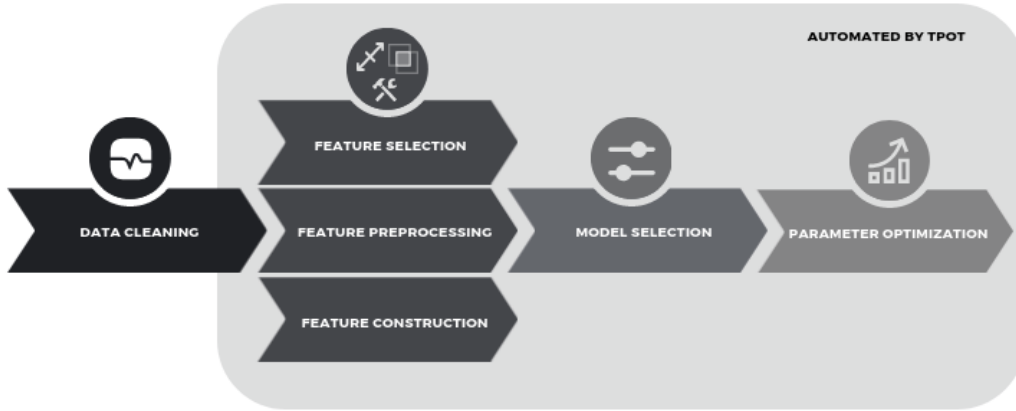 AUTOMATED BY TPOT
FEATURE SELECTION
DATA CLEANING
FEATURE PREPROCESSING
MODEL SELECTION
PARAMETER OPTIMIZATION
FEATURE CONSTRUCTION